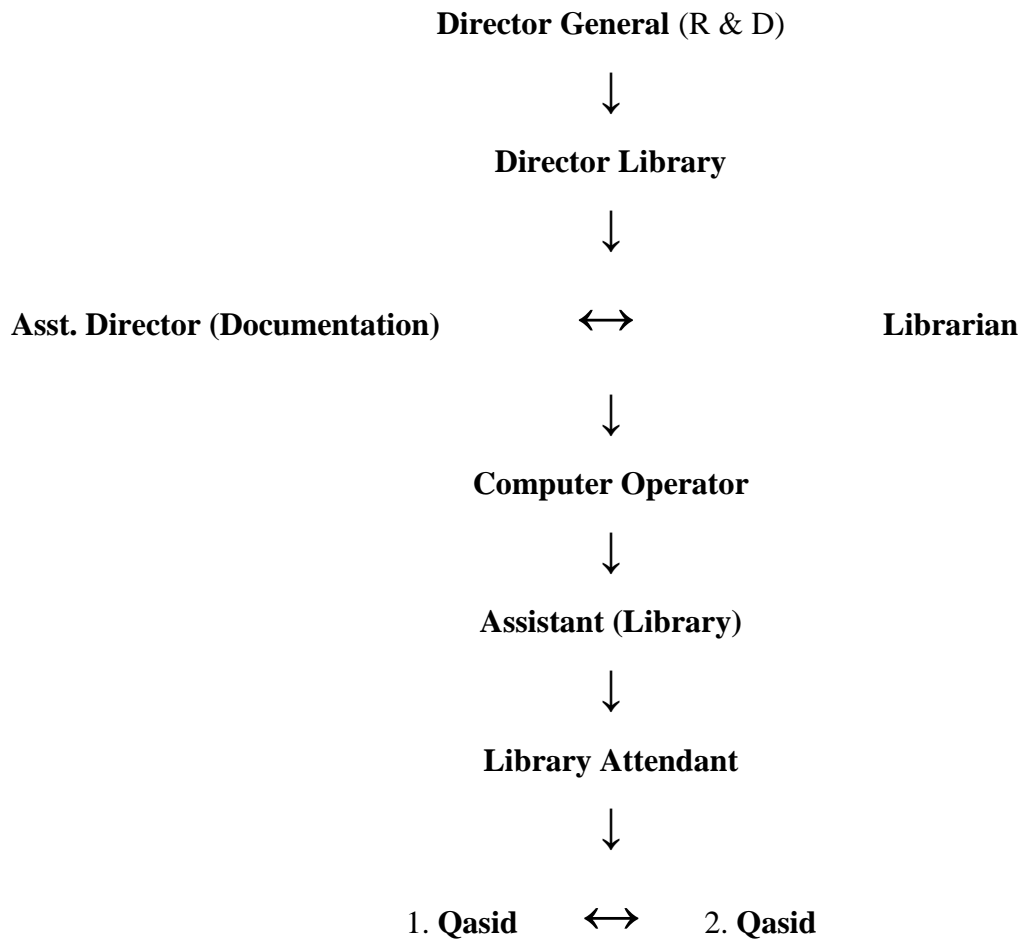 Director General (R & D)
↓
Director Library
↓
Asst. Director (Documentation) ↔ Librarian
↓
Computer Operator
↓
Assistant (Library)
↓
Library Attendant
↓
1. Qasid ↔ 2. Qasid